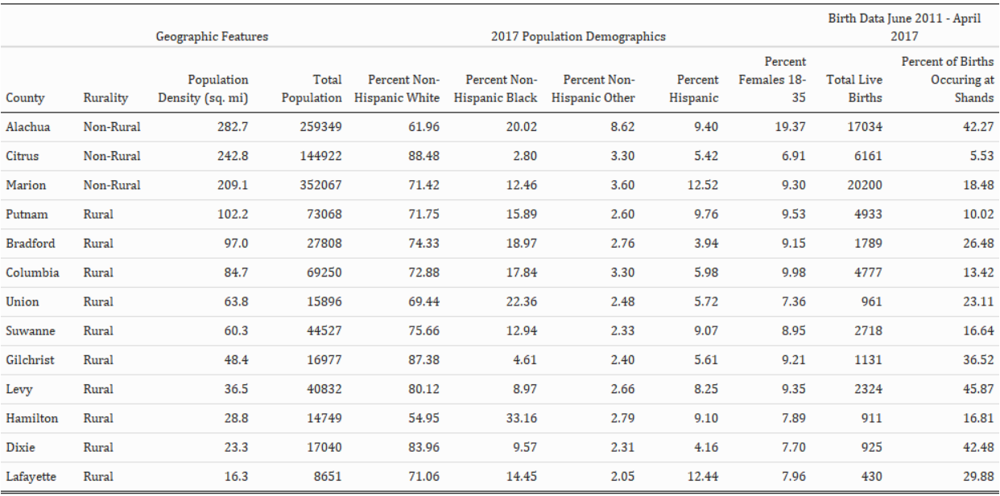 Birth Data June 2011 - April
Geographic Features 2017 Population Demographics 2017
Percent Percent of Births
Population Total Percent Non- Percent Non- Percent Non- Percent Females 18- Total Live Occuring at
County Rurality Density (sq. mi) Population Hispanic White Hispanic Black Hispanic Other Hispanic 35 Births Shands
Alachua Non-Rural 282.7 259349 61.96 20.02 8.62 9.40 19.37 17034 42.27
Citrus Non-Rural 242.8 144922 88.48 2.80 3.30 5.42 6.91 6161 5.53
Marion Non-Rural 209.1 352067 71.42 12.46 3.60 12.52 9.30 20200 18.48
Putnam Rural 102.2 73068 71.75 15.89 2.60 9.76 9.53 4933 10.02
Bradford Rural 97.0 27808 74.33 18.97 2.76 3.94 9.15 1789 26.48
Columbia Rural 84.7 69250 72.88 17.84 3.30 5.98 9.98 4777 13.42
Union Rural 63.8 15896 69.44 22.36 2.48 5.72 7.36 961 23.11
Suwanne Rural 60.3 44527 75.66 12.94 2.33 9.07 8.95 2718 16.64
Gilchrist Rural 48.4 16977 87.38 4.61 2.40 5.61 9.21 1131 36.52
Levy Rural 36.5 40832 80.12 8.97 2.66 8.25 9.35 2324 45.87
Hamilton Rural 28.8 14749 54.95 33.16 2.79 9.10 7.89 911 16.81
Dixie Rural 23.3 17040 83.96 9.57 2.31 4.16 7.70 925 42.48
Lafayette Rural 16.3 8651 71.06 14.45 2.05 12.44 7.96 430 29.88